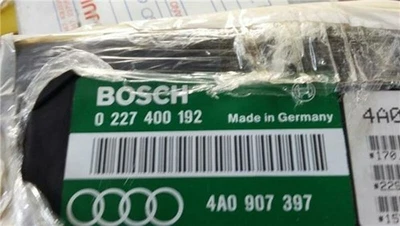 BOSCH
0 227 400 192 Made in Germany
4A0 907 397
4A0